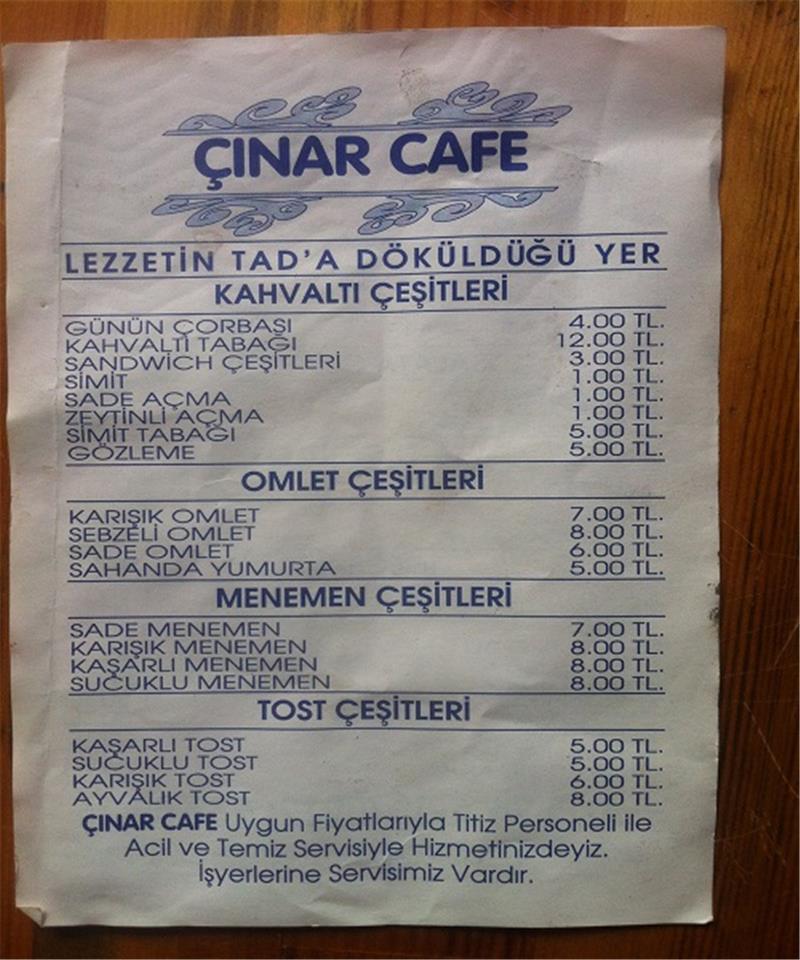 ÇINAR CAFE
LEZZETİN TAD'A DÖKÜLDÜĞÜ YER
KAHVALTI ÇEŞİTLERİ
GÜNÜN ÇORBASI 4.00 TL.
KAHVALTI TABAĞI 12.00 TL.
SANDWİCH ÇEŞİTLERİ 3.00 TL.
SİMİT 1.00 TL.
SADE AÇMA 1.00 TL.
ZEYTİNLİ AÇMA 1.00 TL.
SİMİT TABAĞI 5.00 TL.
GÖZLEME 5.00 TL.
OMLET ÇEŞİTLERİ
KARIŞIK OMLET 7.00 TL.
SEBZELİ OMLET 8.00 TL.
SADE OMLET 6.00 TL.
SAHANDA YUMURTA 5.00 TL.
MENEMEN ÇEŞİTLERİ
SADE MENEMEN 7.00 TL.
KARIŞIK MENEMEN 8.00 TL.
KAŞARLI MENEMEN 8.00 TL.
SUCUKLU MENEMEN 8.00 TL.
TOST ÇEŞİTLERİ
KAŞARLI TOST 5.00 TL.
SUCUKLU TOST 5.00 TL.
KARIŞIK TOST 6.00 TL.
AYVALIK TOST 8.00 TL.
ÇINAR CAFE Uygun Fiyatlarıyla Titiz Personeli ile
Acil ve Temiz Servisiyle Hizmetinizdeyiz.
İşyerlerine Servisimiz Vardır.